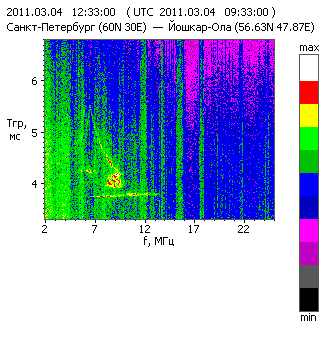 2011.03.04 12:33:00 (UTC 2011.03.04 09:33:00)
Санкт-Петербург (60N 30E) — Йошкар-Ола (56.63N 47.87E)
max
6
Тгр,
мс
5
4
2 7 12 17 22
f, МГц
min